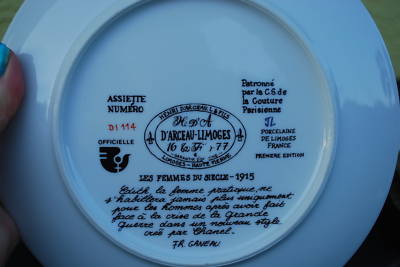 ASSIETTE
NUMÉRO
DI 114
OFFICIELLE
HENRI D'ARCEAU L & FILS
H D'A
D'ARCEAU-LIMOGES
16 77
LIMOGES - HAUTE VIENNE
Patronné
par la C.S. de
la Couture
Parisienne
JL
PORCELAINE
DE LIMOGES
FRANCE
PREMIERE EDITION
LES FEMMES DU SIECLE - 1915
Edith, la femme pratique, ne
s'habillera jamais plus uniquement
pour les hommes après avoir fait
face à la crise de la Grande
Guerre dans un nouveau style
créé par Chanel.
FR. GANEAU